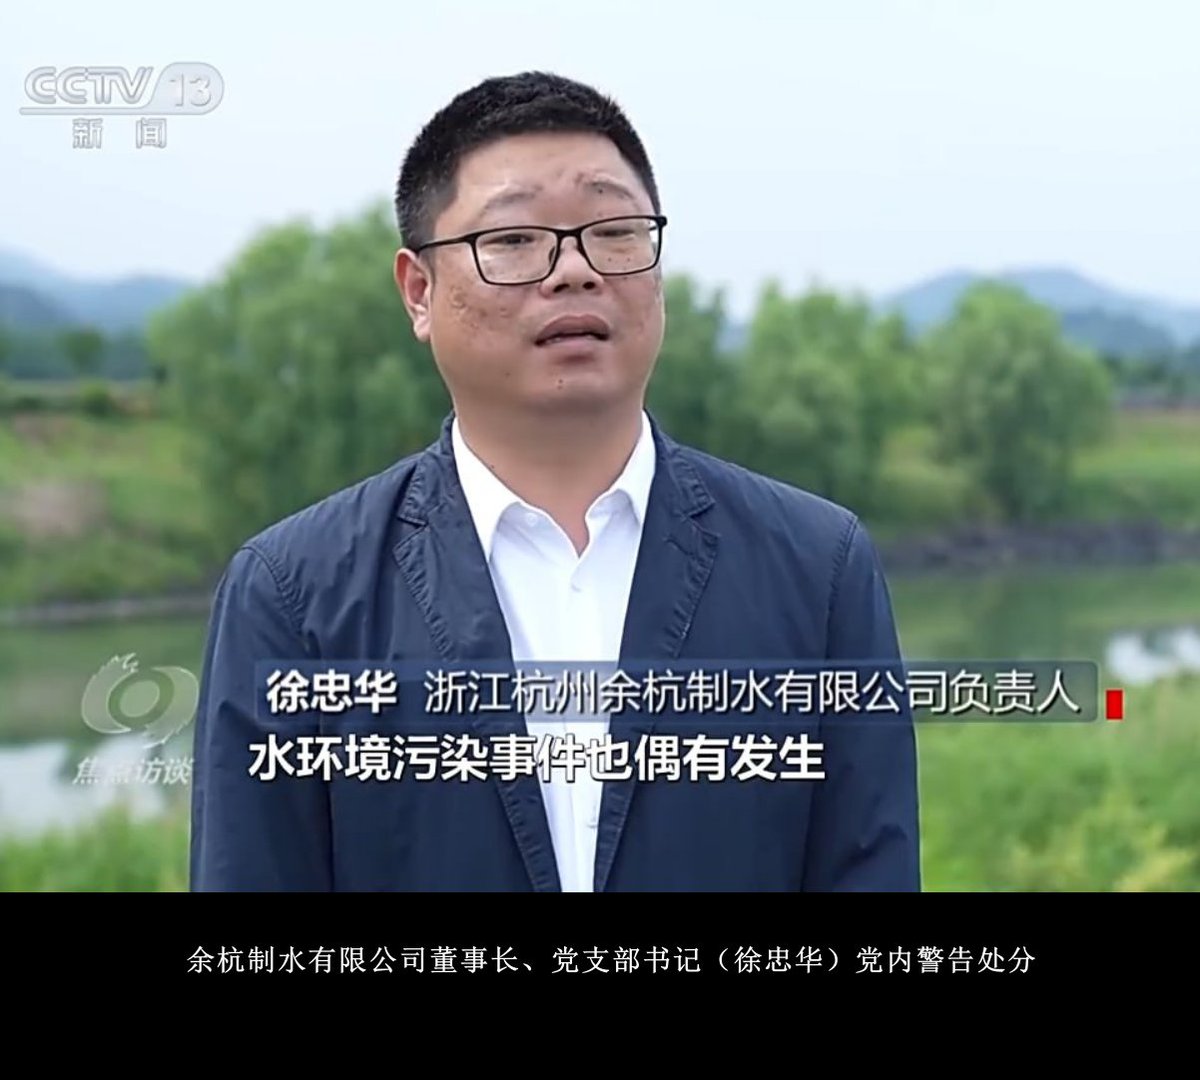 CCTV 13
新闻
徐忠华 浙江杭州余杭制水有限公司负责人
水环境污染事件也偶有发生
焦点访谈
余杭制水有限公司董事长、党支部书记（徐忠华）党内警告处分